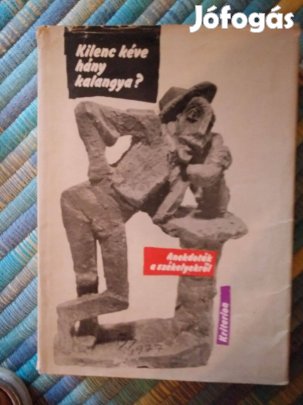 Jófogás
Kilenc kéve
hány
kalangya?
Anekdoták
a székelyekről
Kriterion